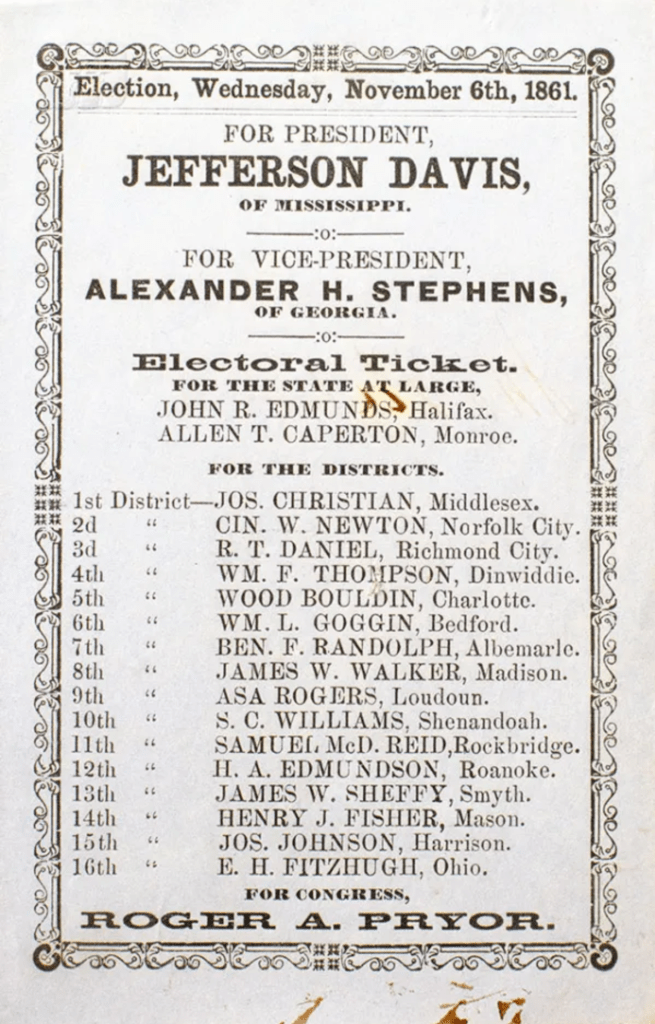 Election, Wednesday, November 6th, 1861.
FOR PRESIDENT,
JEFFERSON DAVIS,
OF MISSISSIPPI.
:o:
FOR VICE-PRESIDENT,
ALEXANDER H. STEPHENS,
OF GEORGIA.
:o:
Electoral Ticket.
FOR THE STATE AT LARGE,
JOHN R. EDMUNDS, Halifax.
ALLEN T. CAPERTON, Monroe.
FOR THE DISTRICTS.
1st District—JOS. CHRISTIAN, Middlesex.
2d “ CIN. W. NEWTON, Norfolk City.
3d “ R. T. DANIEL, Richmond City.
4th “ WM. F. THOMPSON, Dinwiddie.
5th “ WOOD BOULDIN, Charlotte.
6th “ WM. L. GOGGIN, Bedford.
7th “ BEN. F. RANDOLPH, Albemarle.
8th “ JAMES W. WALKER, Madison.
9th “ ASA ROGERS, Loudoun.
10th “ S. C. WILLIAMS, Shenandoah.
11th “ SAMUEL McD. REID, Rockbridge.
12th “ H. A. EDMUNDSON, Roanoke.
13th “ JAMES W. SHEFFY, Smyth.
14th “ HENRY J. FISHER, Mason.
15th “ JOS. JOHNSON, Harrison.
16th “ E. H. FITZHUGH, Ohio.
FOR CONGRESS,
ROGER A. PRYOR.